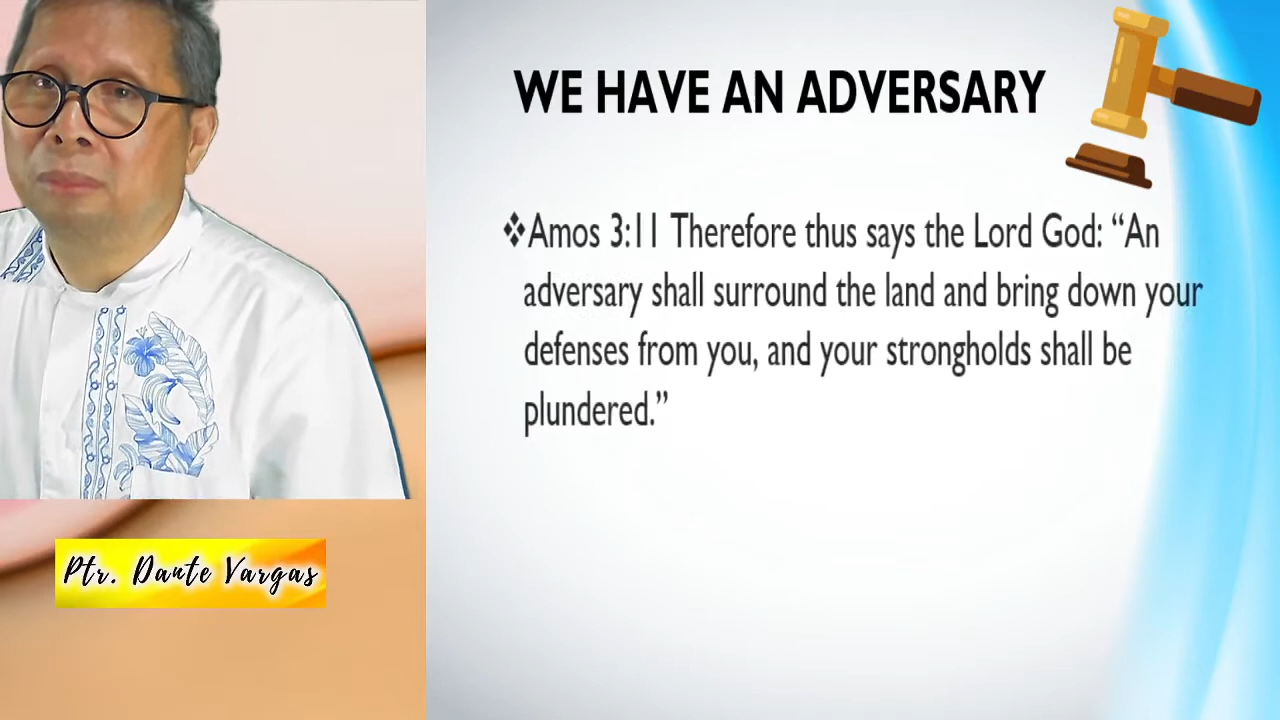 WE HAVE AN ADVERSARY
❖Amos 3:11 Therefore thus says the Lord God: “An
adversary shall surround the land and bring down your
defenses from you, and your strongholds shall be
plundered.”
Ptr. Dante Vargas